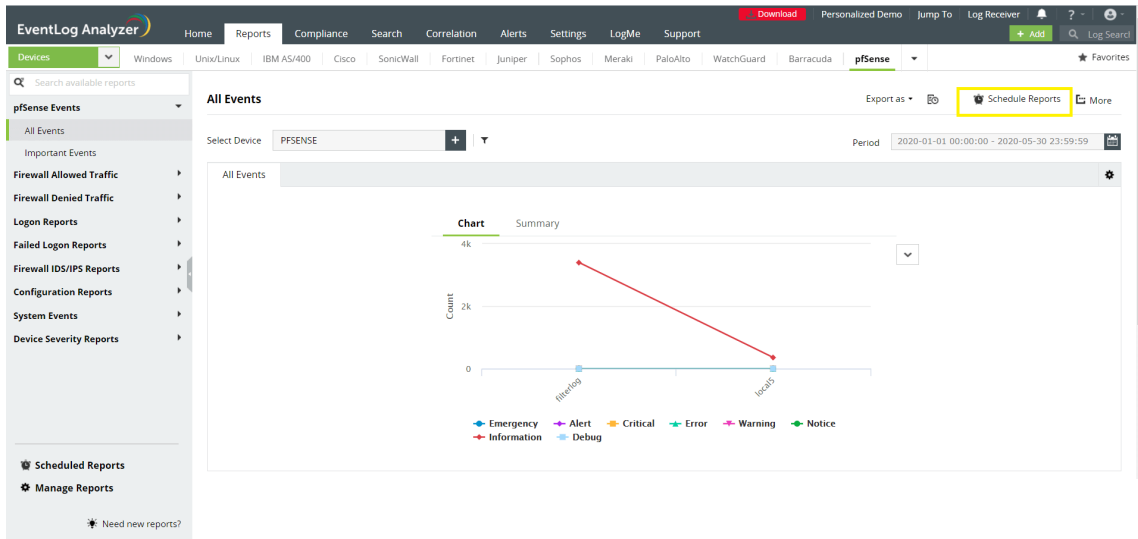 Download Personalized Demo Jump To Log Receiver ?
EventLog Analyzer
Home Reports Compliance Search Correlation Alerts Settings LogMe Support
+ Add Log Searcl
Devices
Windows Unix/Linux IBM AS/400 Cisco SonicWall Fortinet Juniper Sophos Meraki PaloAlto WatchGuard Barracuda pfSense
Favorites
Search available reports
pfSense Events
All Events
Important Events
Firewall Allowed Traffic
Firewall Denied Traffic
Logon Reports
Failed Logon Reports
Firewall IDS/IPS Reports
Configuration Reports
System Events
Device Severity Reports
Scheduled Reports
Manage Reports
Need new reports?
All Events
Export as Schedule Reports More
Select Device PFSENSE +
Period 2020-01-01 00:00:00 - 2020-05-30 23:59:59
All Events
Chart Summary
4k
2k
0
Count
filterlog
local5
Emergency Alert Critical Error Warning Notice
Information Debug